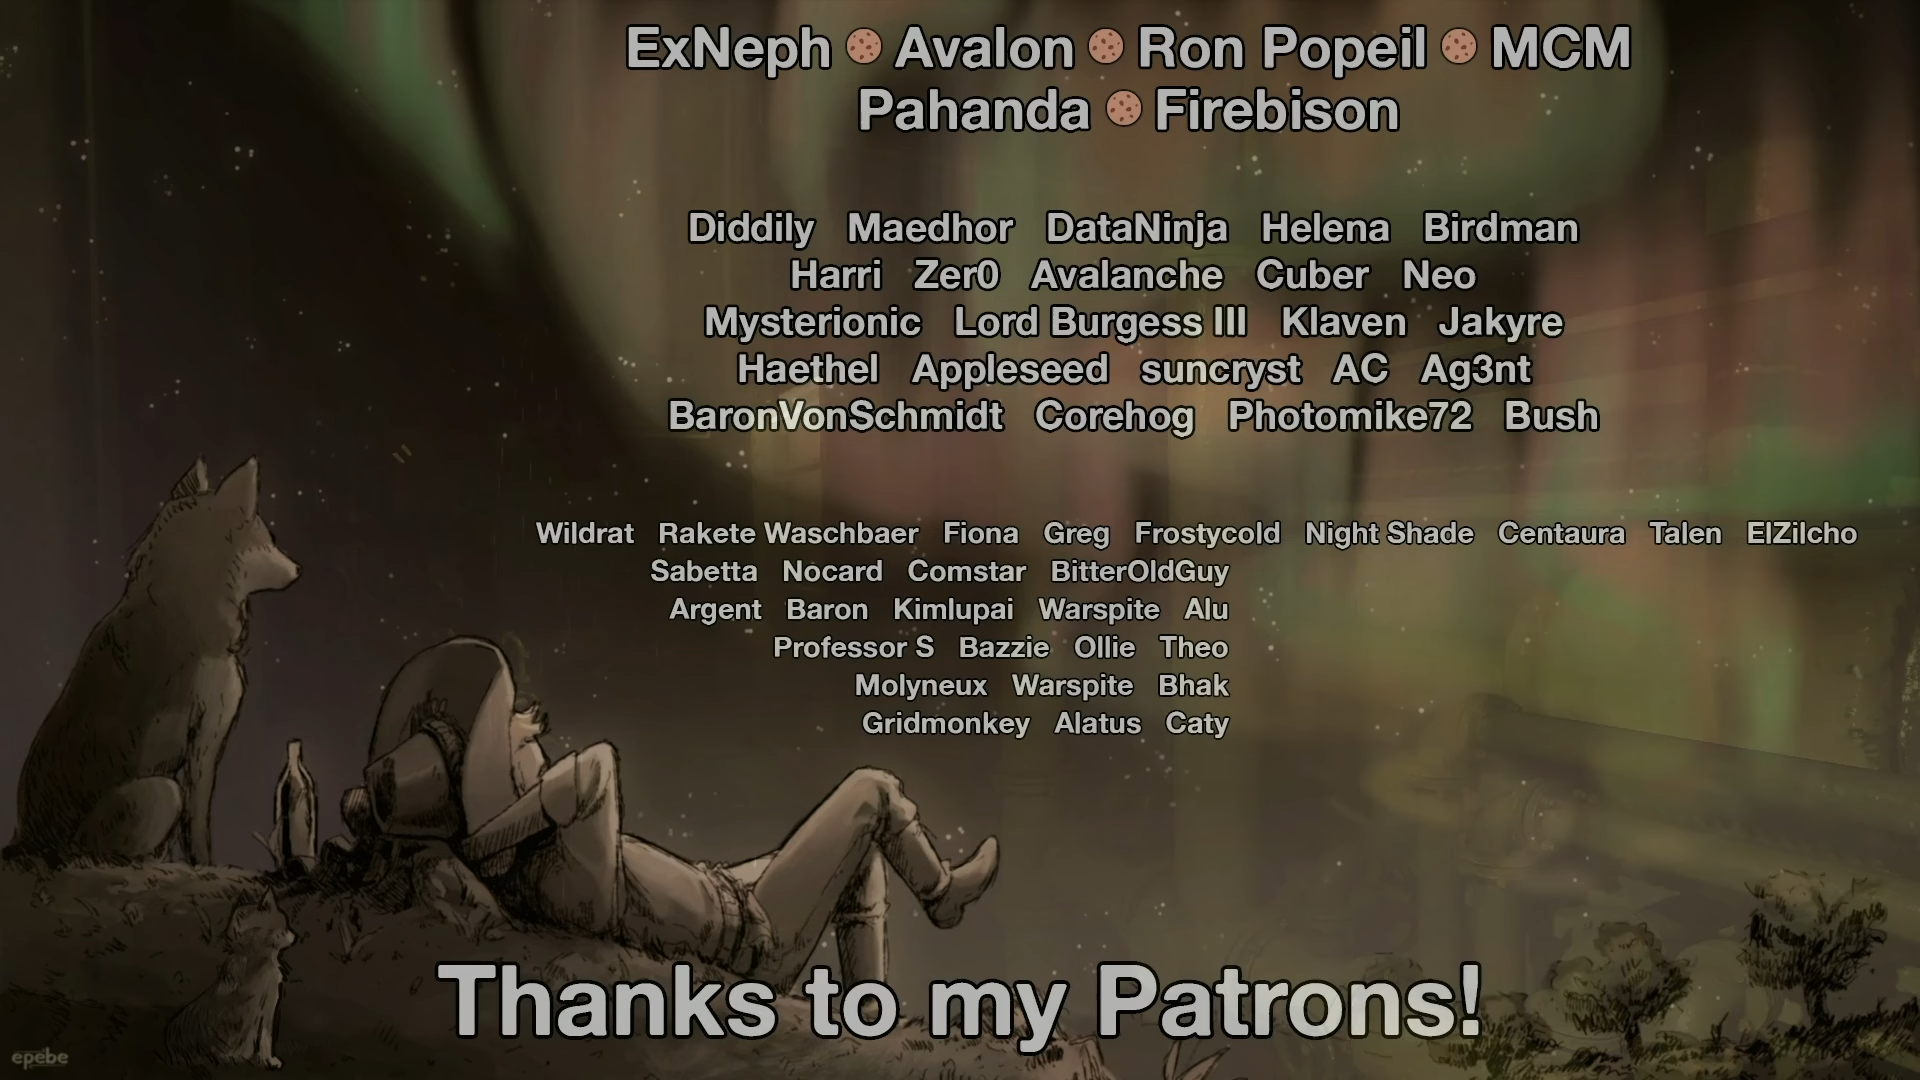 ExNeph Avalon Ron Popeil MCM
Pahanda Firebison
Diddily Maedhor DataNinja Helena Birdman
Harri Zer0 Avalanche Cuber Neo
Mysterionic Lord Burgess III Klaven Jakyre
Haethel Appleseed suncryst AC Ag3nt
BaronVonSchmidt Corehog Photomike72 Bush
Wildrat Rakete Waschbaer Fiona Greg Frostycold Night Shade Centaura Talen ElZilcho
Sabetta Nocard Comstar BitterOldGuy
Argent Baron Kimlupai Warspite Alu
Professor S Bazzie Ollie Theo
Molyneux Warspite Bhak
Gridmonkey Alatus Caty
Thanks to my Patrons!
epebe